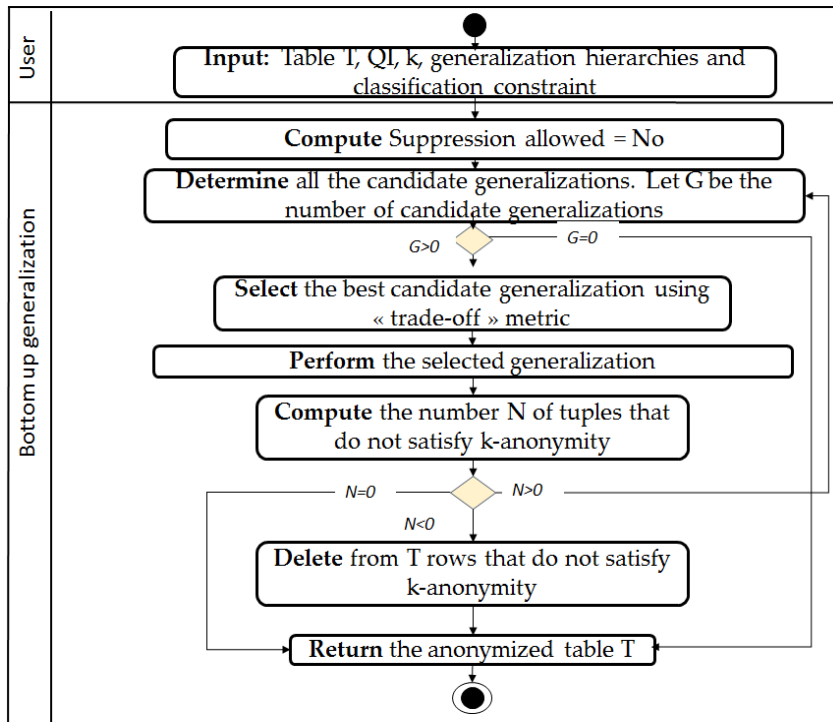 User
Input: Table T, QI, k, generalization hierarchies and
classification constraint
Bottom up generalization
Compute Suppression allowed = No
Determine all the candidate generalizations. Let G be the
number of candidate generalizations
G>0
G=0
Select the best candidate generalization using
« trade-off » metric
Perform the selected generalization
Compute the number N of tuples that
do not satisfy k-anonymity
N=0
N>0
N<0
Delete from T rows that do not satisfy
k-anonymity
Return the anonymized table T